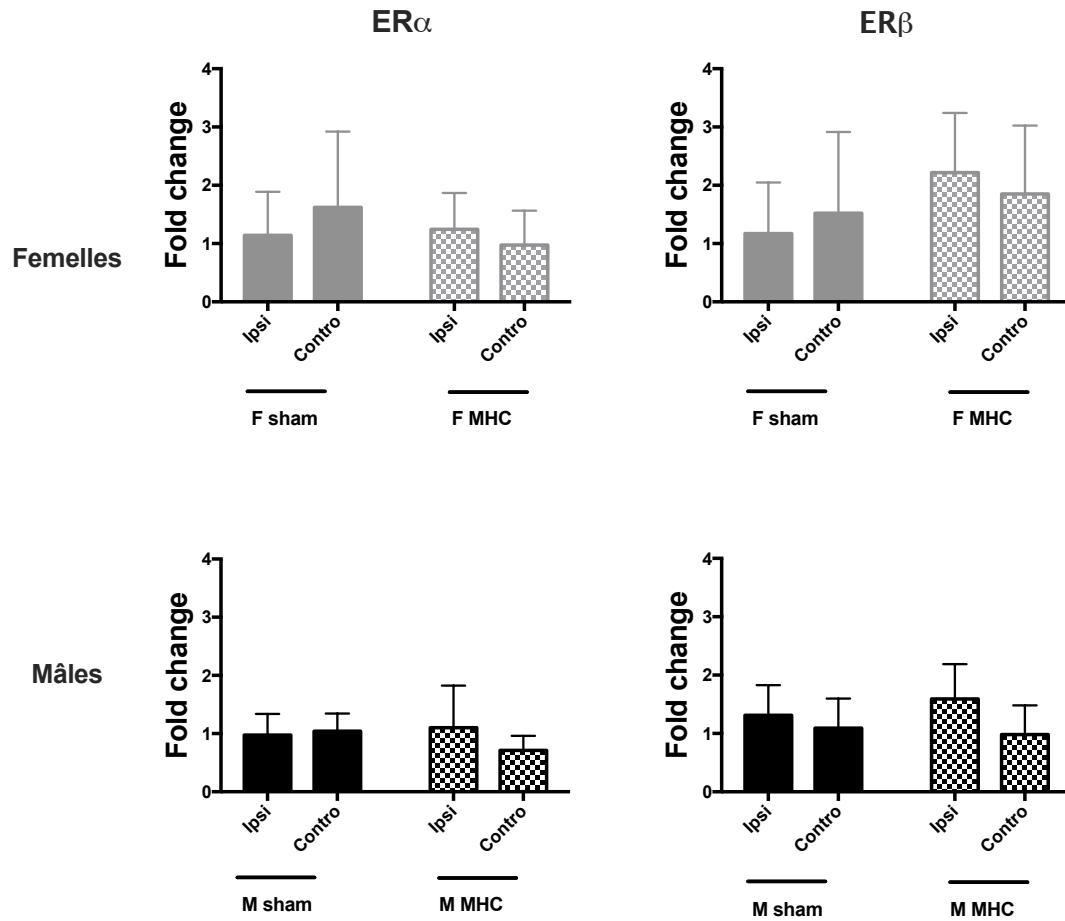 ERα
ERβ
Femelles
Fold change
4
3
2
1
0
Ipsi
Contro
Ipsi
Contro
F sham
F MHC
Fold change
4
3
2
1
0
Ipsi
Contro
Ipsi
Contro
F sham
F MHC
Mâles
Fold change
4
3
2
1
0
Ipsi
Contro
Ipsi
Contro
M sham
M MHC
Fold change
4
3
2
1
0
Ipsi
Contro
Ipsi
Contro
M sham
M MHC